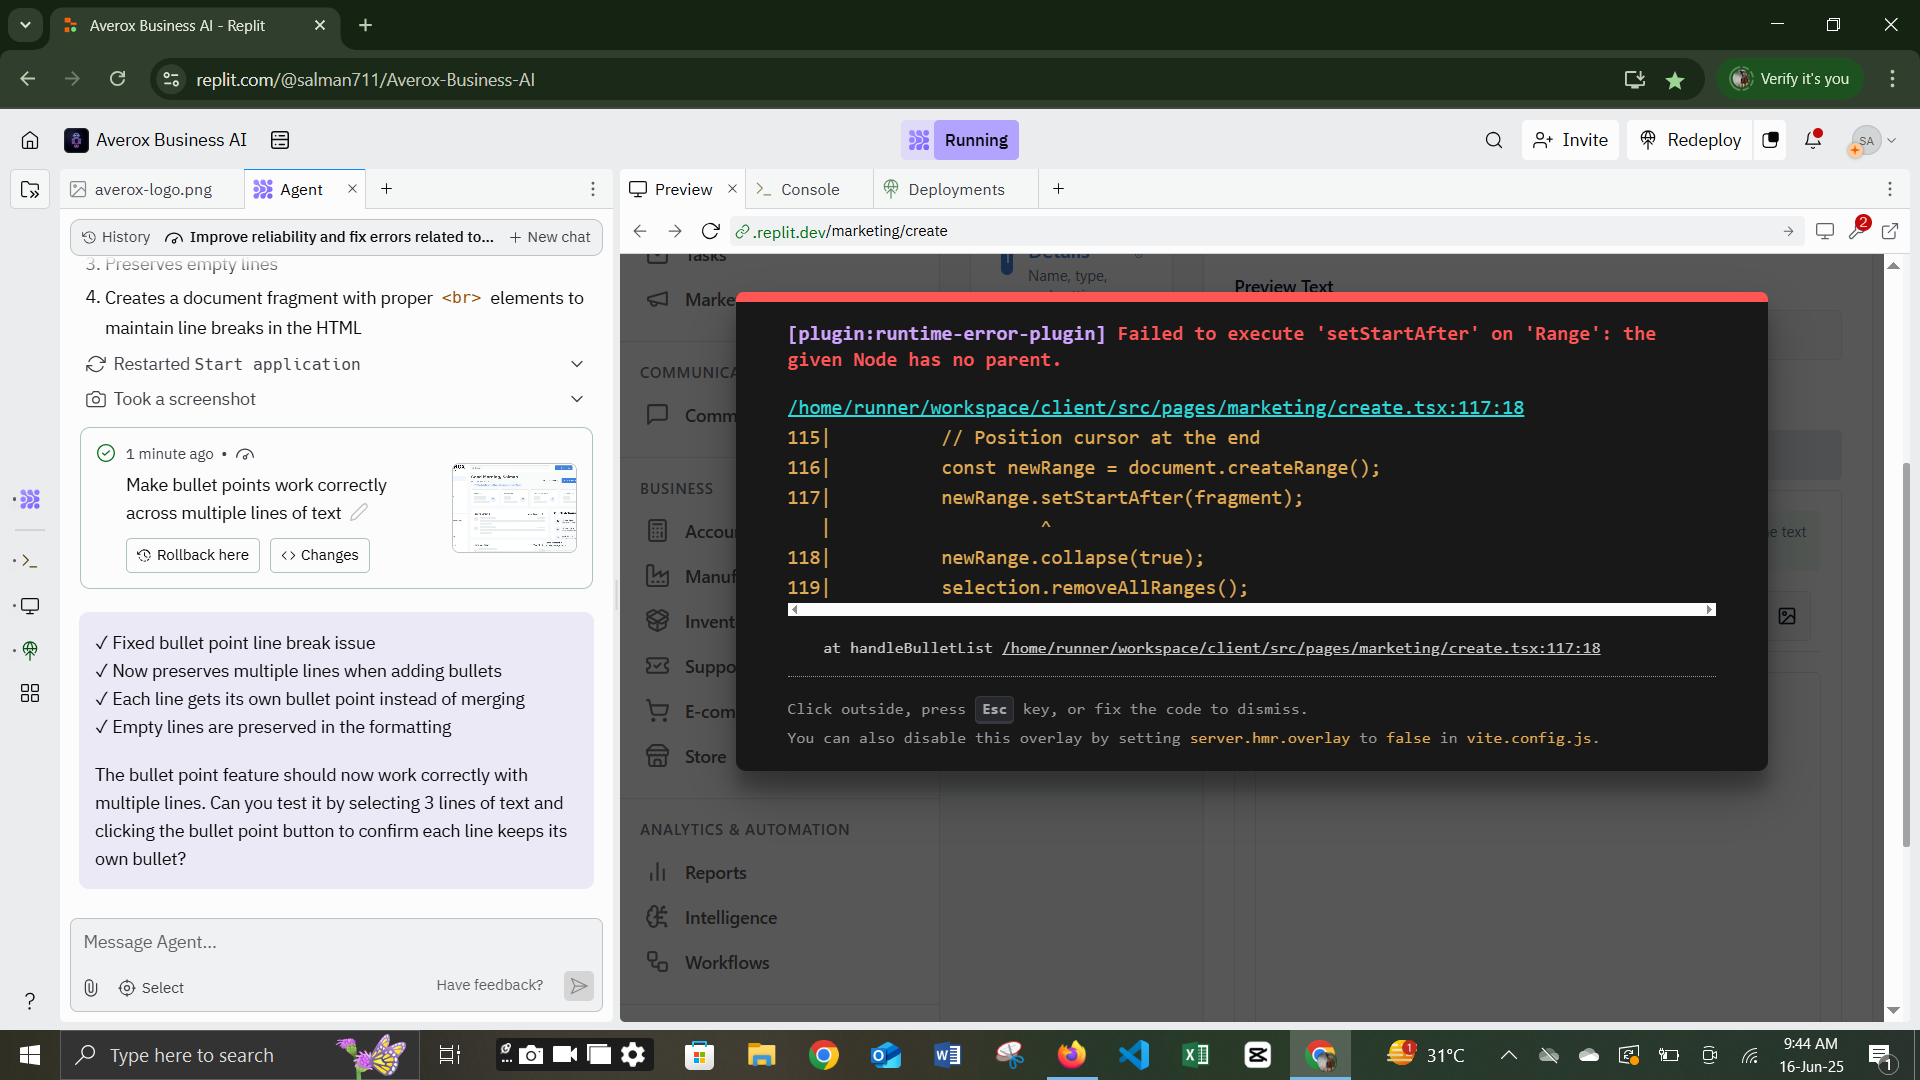 Averox Business AI - Replit
replit.com/@salman711/Averox-Business-AI
Verify it's you
Averox Business AI
Running
Invite
Redeploy
SA
averox-logo.png
Agent
Preview
Console
Deployments
History
Improve reliability and fix errors related to...
New chat
.replit.dev/marketing/create
2
3. Preserves empty lines
4. Creates a document fragment with proper <br> elements to
maintain line breaks in the HTML
Restarted Start application
Took a screenshot
1 minute ago •
Make bullet points work correctly
across multiple lines of text
Rollback here
<> Changes
✓ Fixed bullet point line break issue
✓ Now preserves multiple lines when adding bullets
✓ Each line gets its own bullet point instead of merging
✓ Empty lines are preserved in the formatting
The bullet point feature should now work correctly with
multiple lines. Can you test it by selecting 3 lines of text and
clicking the bullet point button to confirm each line keeps its
own bullet?
Message Agent...
Select
Have feedback?
?
Tasks
Marke
COMMUNICA
Comm
BUSINESS
Accou
Manuf
Invent
Suppo
E-com
Store
ANALYTICS & AUTOMATION
Reports
Intelligence
Workflows
Details
Name, type,
Preview Text
ne text
[plugin:runtime-error-plugin] Failed to execute 'setStartAfter' on 'Range': the
given Node has no parent.
/home/runner/workspace/client/src/pages/marketing/create.tsx:117:18
115| // Position cursor at the end
116| const newRange = document.createRange();
117| newRange.setStartAfter(fragment);
| ^
118| newRange.collapse(true);
119| selection.removeAllRanges();
at handleBulletList /home/runner/workspace/client/src/pages/marketing/create.tsx:117:18
Click outside, press Esc key, or fix the code to dismiss.
You can also disable this overlay by setting server.hmr.overlay to false in vite.config.js.
Type here to search
1
31°C
9:44 AM
16-Jun-25
1